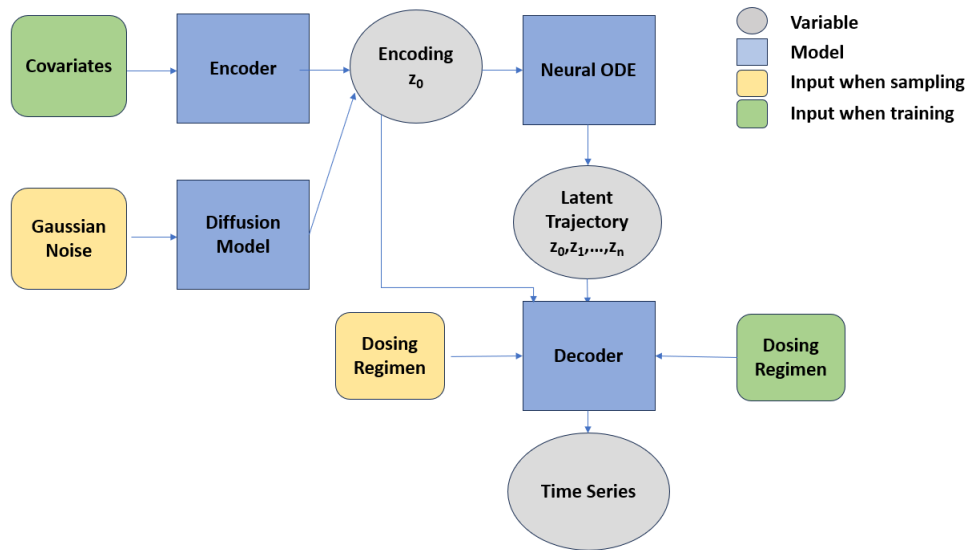 Covariates
Encoder
Encoding
z₀
Neural ODE
Variable
Model
Input when sampling
Input when training
Gaussian
Noise
Diffusion
Model
Latent
Trajectory
z₀,z₁,...,zₙ
Dosing
Regimen
Decoder
Dosing
Regimen
Time Series